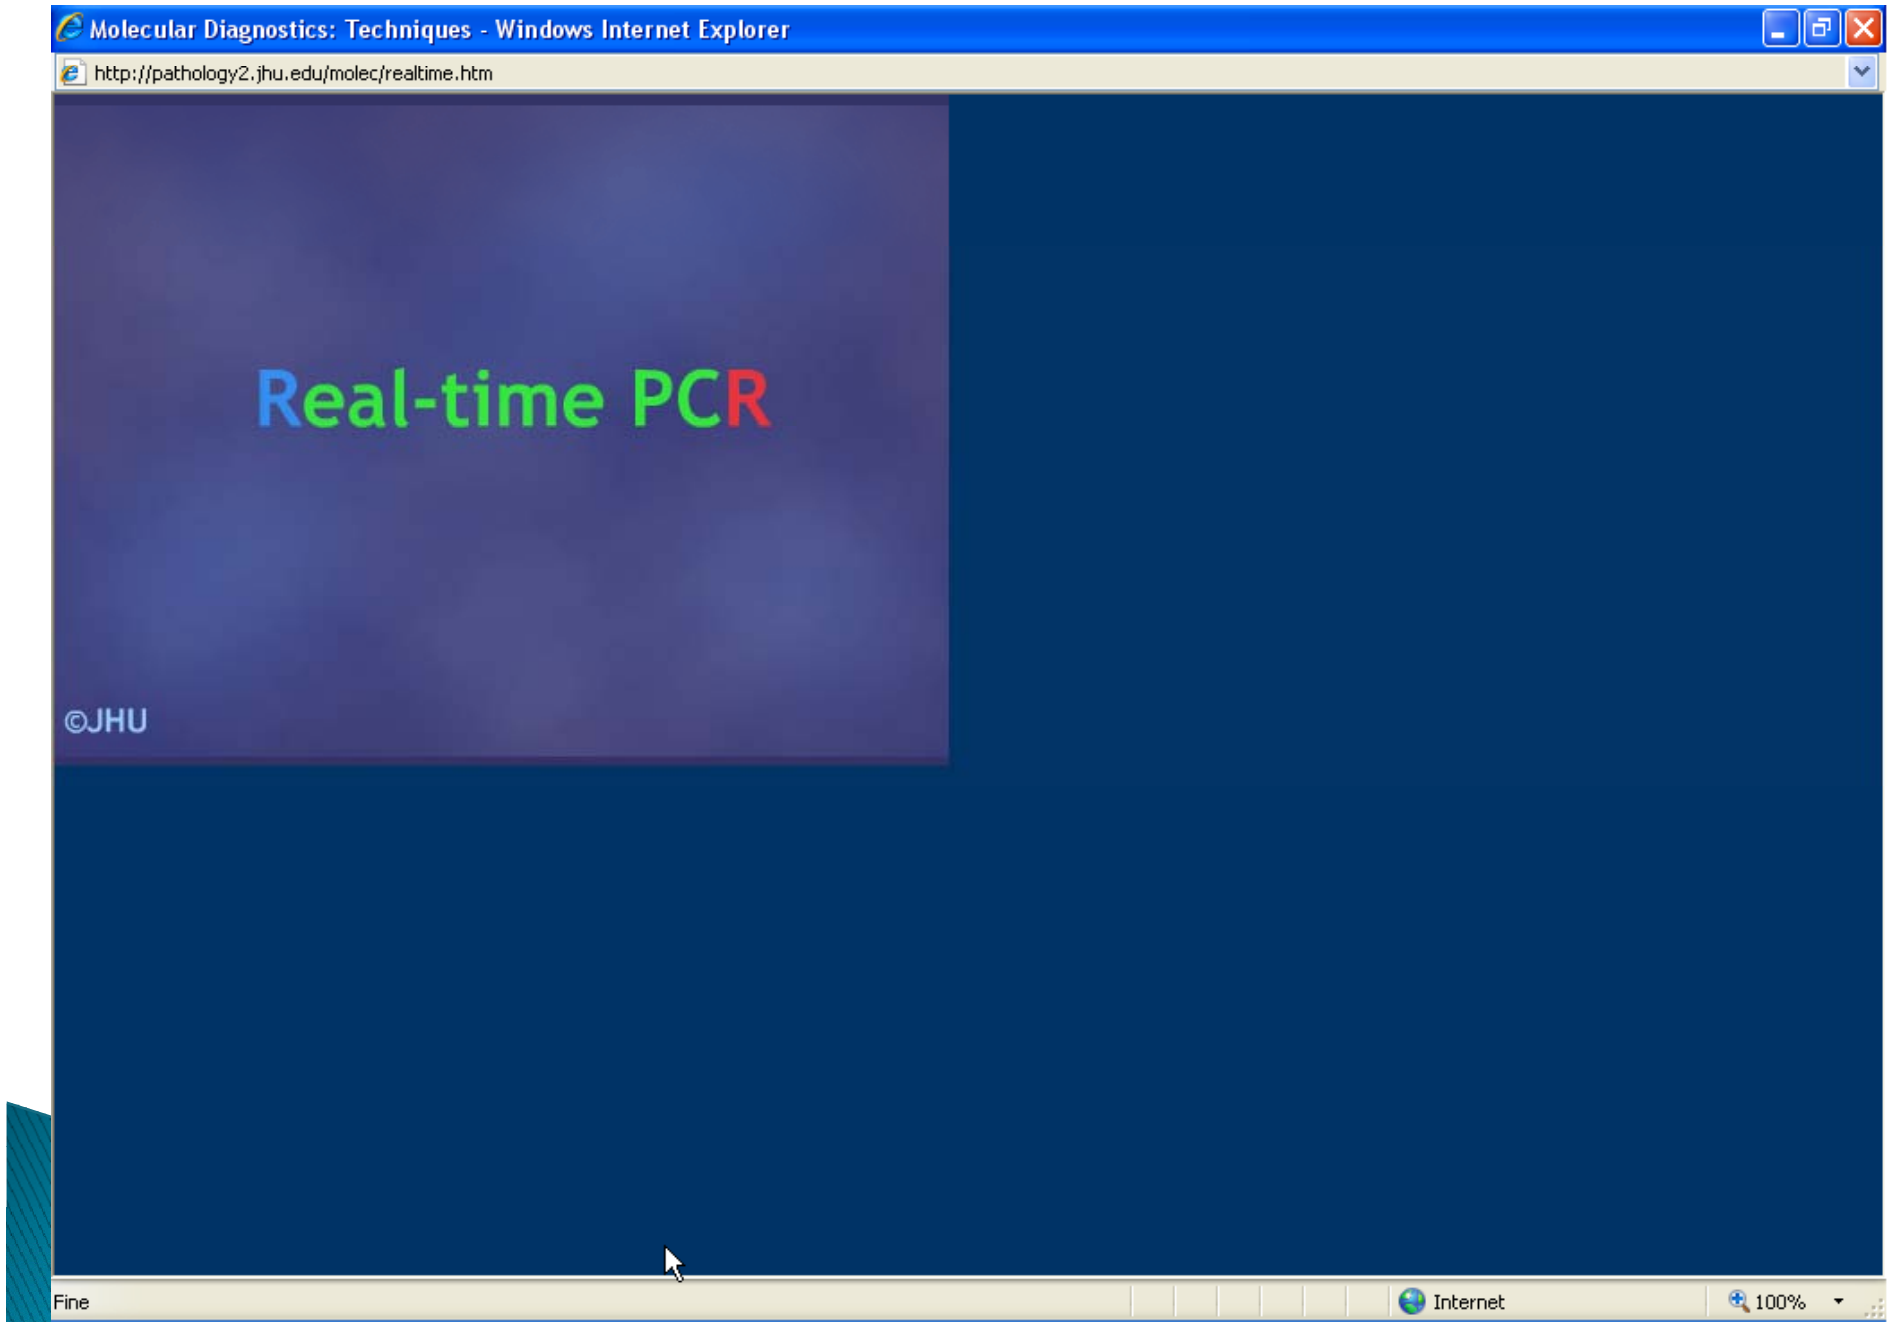 Molecular Diagnostics: Techniques - Windows Internet Explorer
http://pathology2.jhu.edu/molec/realtime.htm
Real-time PCR
©JHU
Fine
Internet
100%